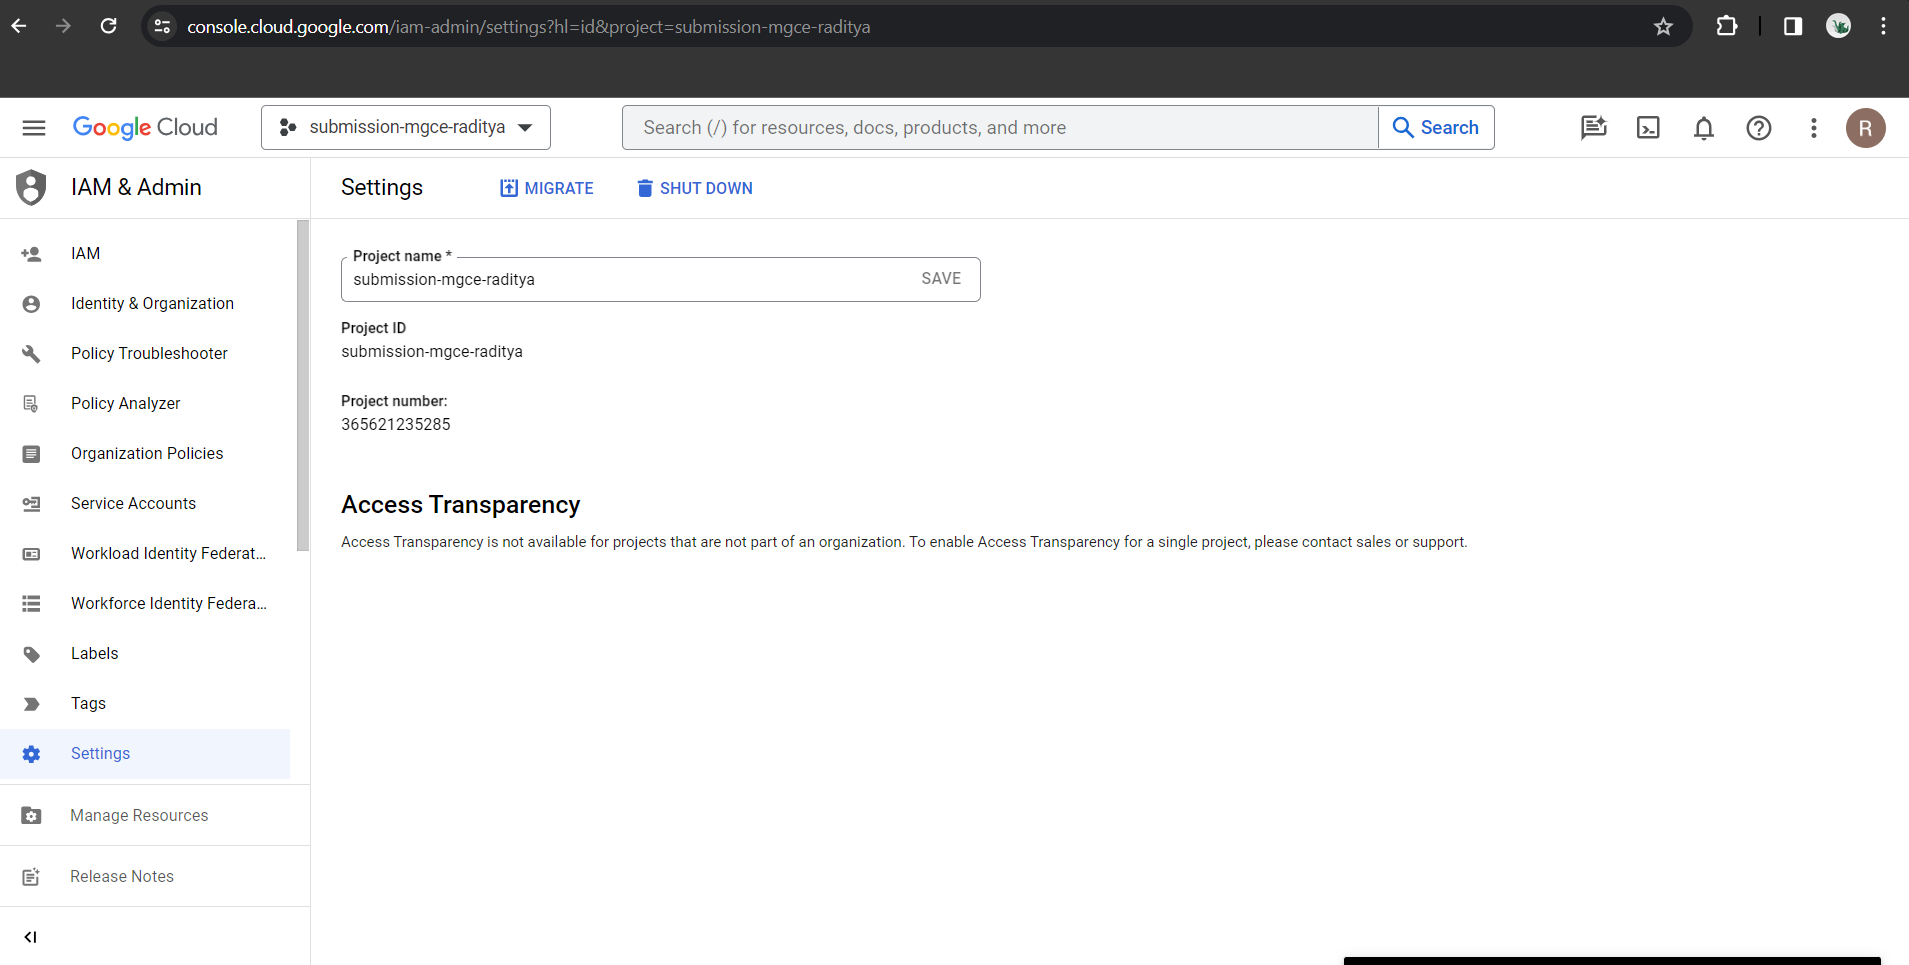 console.cloud.google.com/iam-admin/settings?hl=id&project=submission-mgce-raditya
Google Cloud
submission-mgce-raditya
Search (/) for resources, docs, products, and more
Search
R
IAM & Admin
Settings
MIGRATE
SHUT DOWN
IAM
Identity & Organization
Policy Troubleshooter
Policy Analyzer
Organization Policies
Service Accounts
Workload Identity Federat...
Workforce Identity Federa...
Labels
Tags
Settings
Manage Resources
Release Notes
Project name *
submission-mgce-raditya
SAVE
Project ID
submission-mgce-raditya
Project number:
365621235285
Access Transparency
Access Transparency is not available for projects that are not part of an organization. To enable Access Transparency for a single project, please contact sales or support.